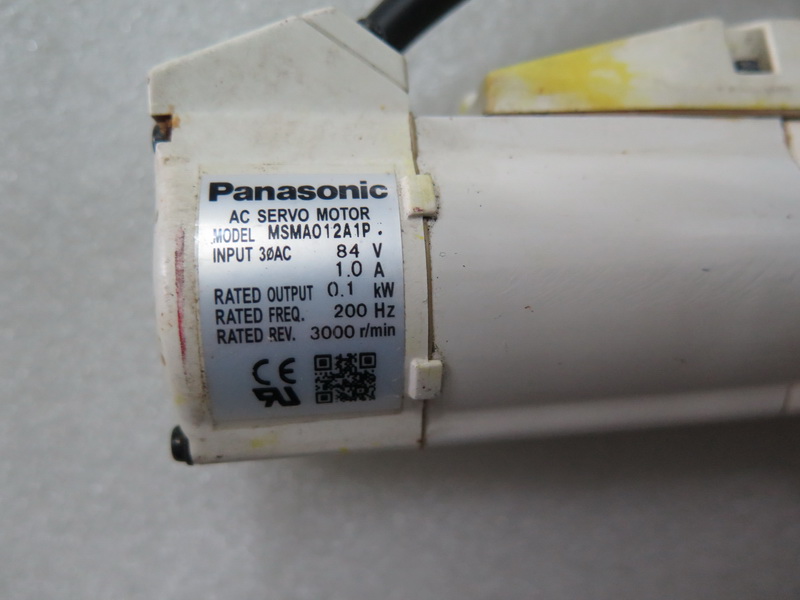 Panasonic
AC SERVO MOTOR
MODEL MSMA012A1P.
INPUT 3øAC 84 V
1.0 A
RATED OUTPUT 0.1 kW
RATED FREQ. 200 Hz
RATED REV. 3000 r/min
CE